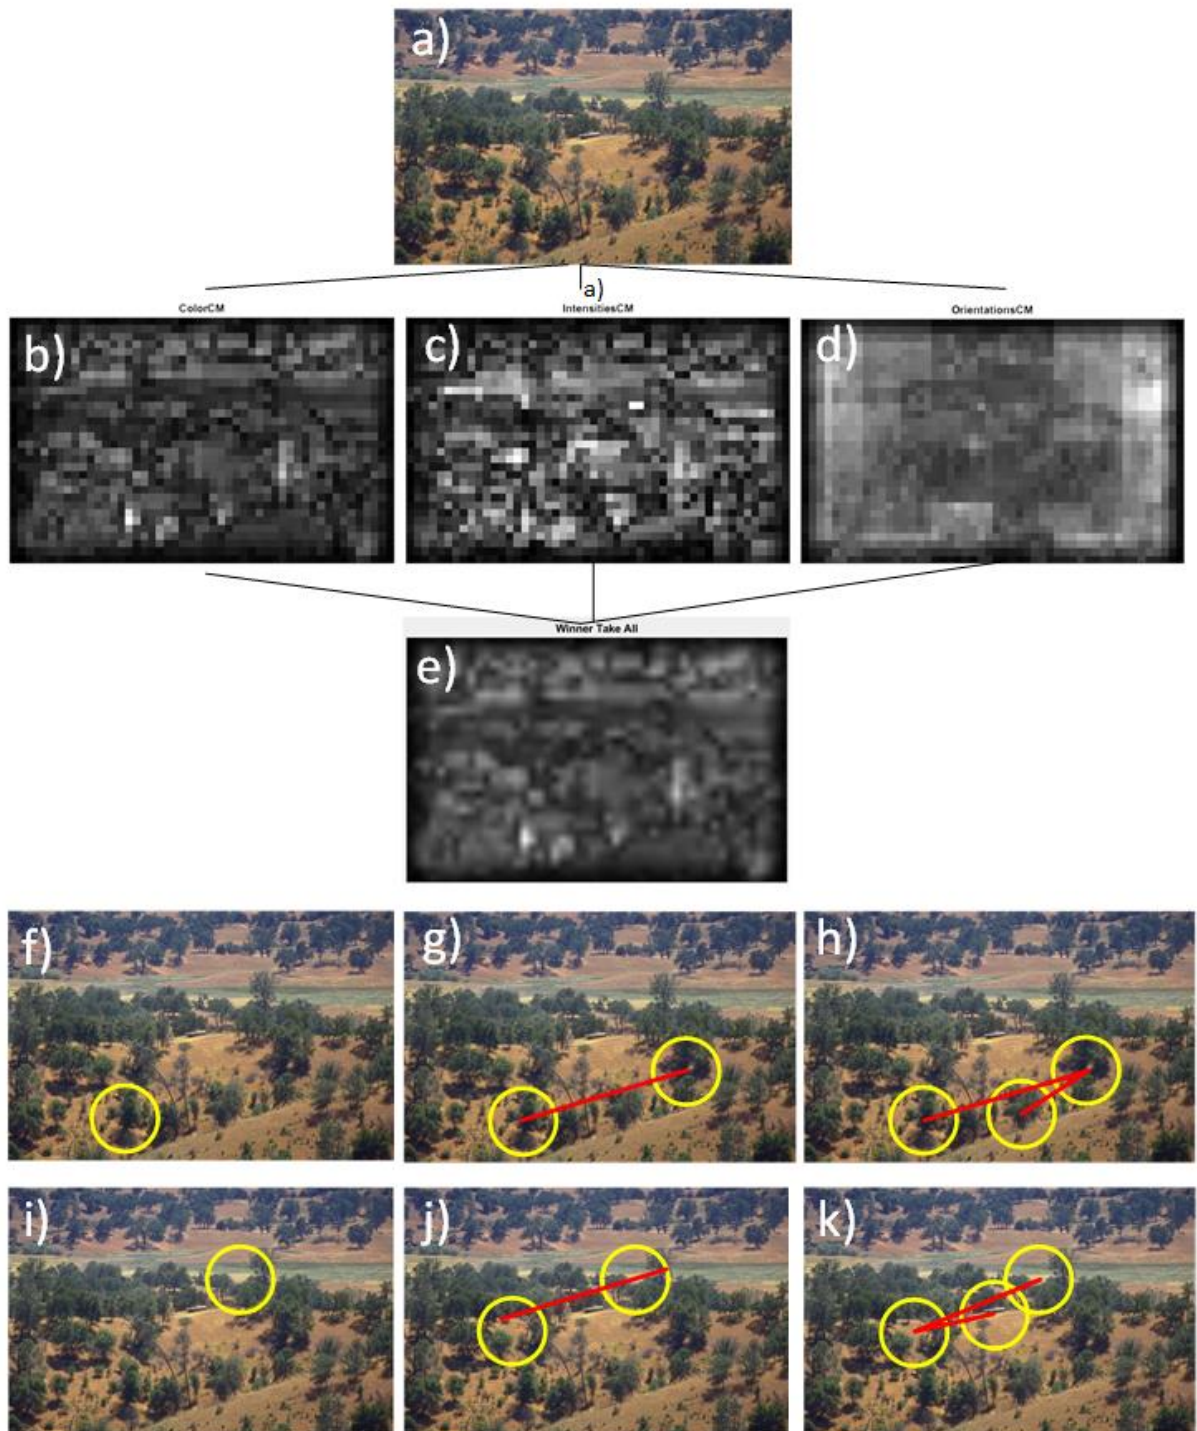 a)
a)
ColorCM
IntensitiesCM
OrientationsCM
b)
c)
d)
Winner Take All
e)
f)
g)
h)
i)
j)
k)